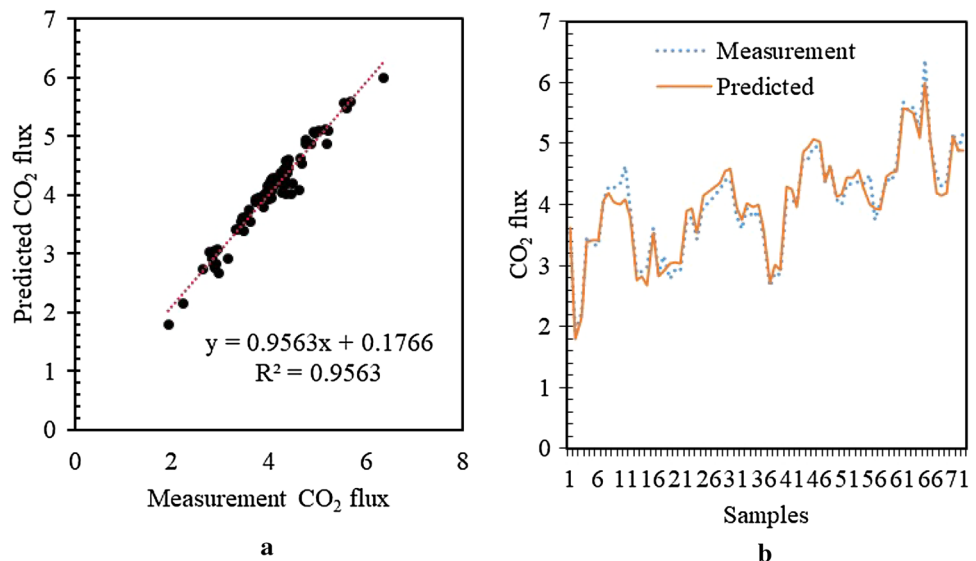 7
6
5
4
3
2
1
0
Predicted CO₂ flux
y = 0.9563x + 0.1766
R² = 0.9563
0 2 4 6 8
Measurement CO₂ flux
a
7
6
5
4
3
2
1
0
CO₂ flux
Measurement
Predicted
1 6 11 16 21 26 31 36 41 46 51 56 61 66 71
Samples
b